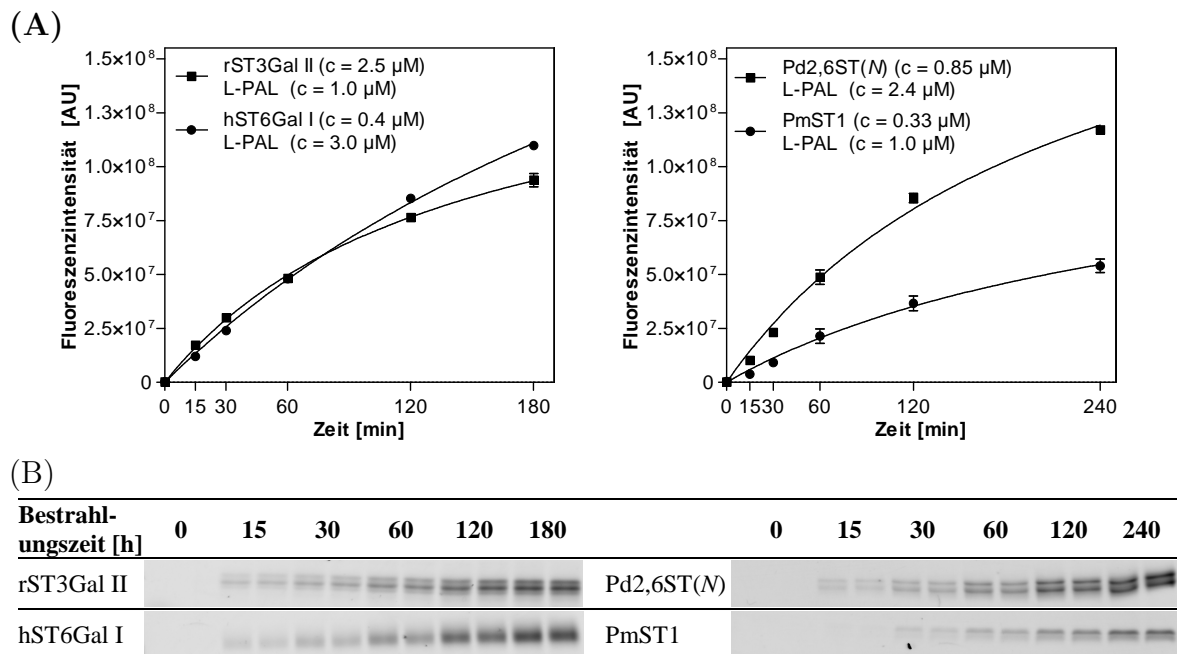 (A)
1.5×10⁸
1.3×10⁸
1.0×10⁸
7.5×10⁷
5.0×10⁷
2.5×10⁷
0
Fluoreszenzintensität [AU]
rST3Gal II (c = 2.5 µM)
L-PAL (c = 1.0 µM)
hST6Gal I (c = 0.4 µM)
L-PAL (c = 3.0 µM)
0 15 30 60 120 180
Zeit [min]
1.5×10⁸
1.3×10⁸
1.0×10⁸
7.5×10⁷
5.0×10⁷
2.5×10⁷
0
Fluoreszenzintensität [AU]
Pd2,6ST(N) (c = 0.85 µM)
L-PAL (c = 2.4 µM)
PmST1 (c = 0.33 µM)
L-PAL (c = 1.0 µM)
0 15 30 60 120 240
Zeit [min]
(B)
Bestrahl-
ungszeit [h] 0 15 30 60 120 180 0 15 30 60 120 240
rST3Gal II Pd2,6ST(N)
hST6Gal I PmST1